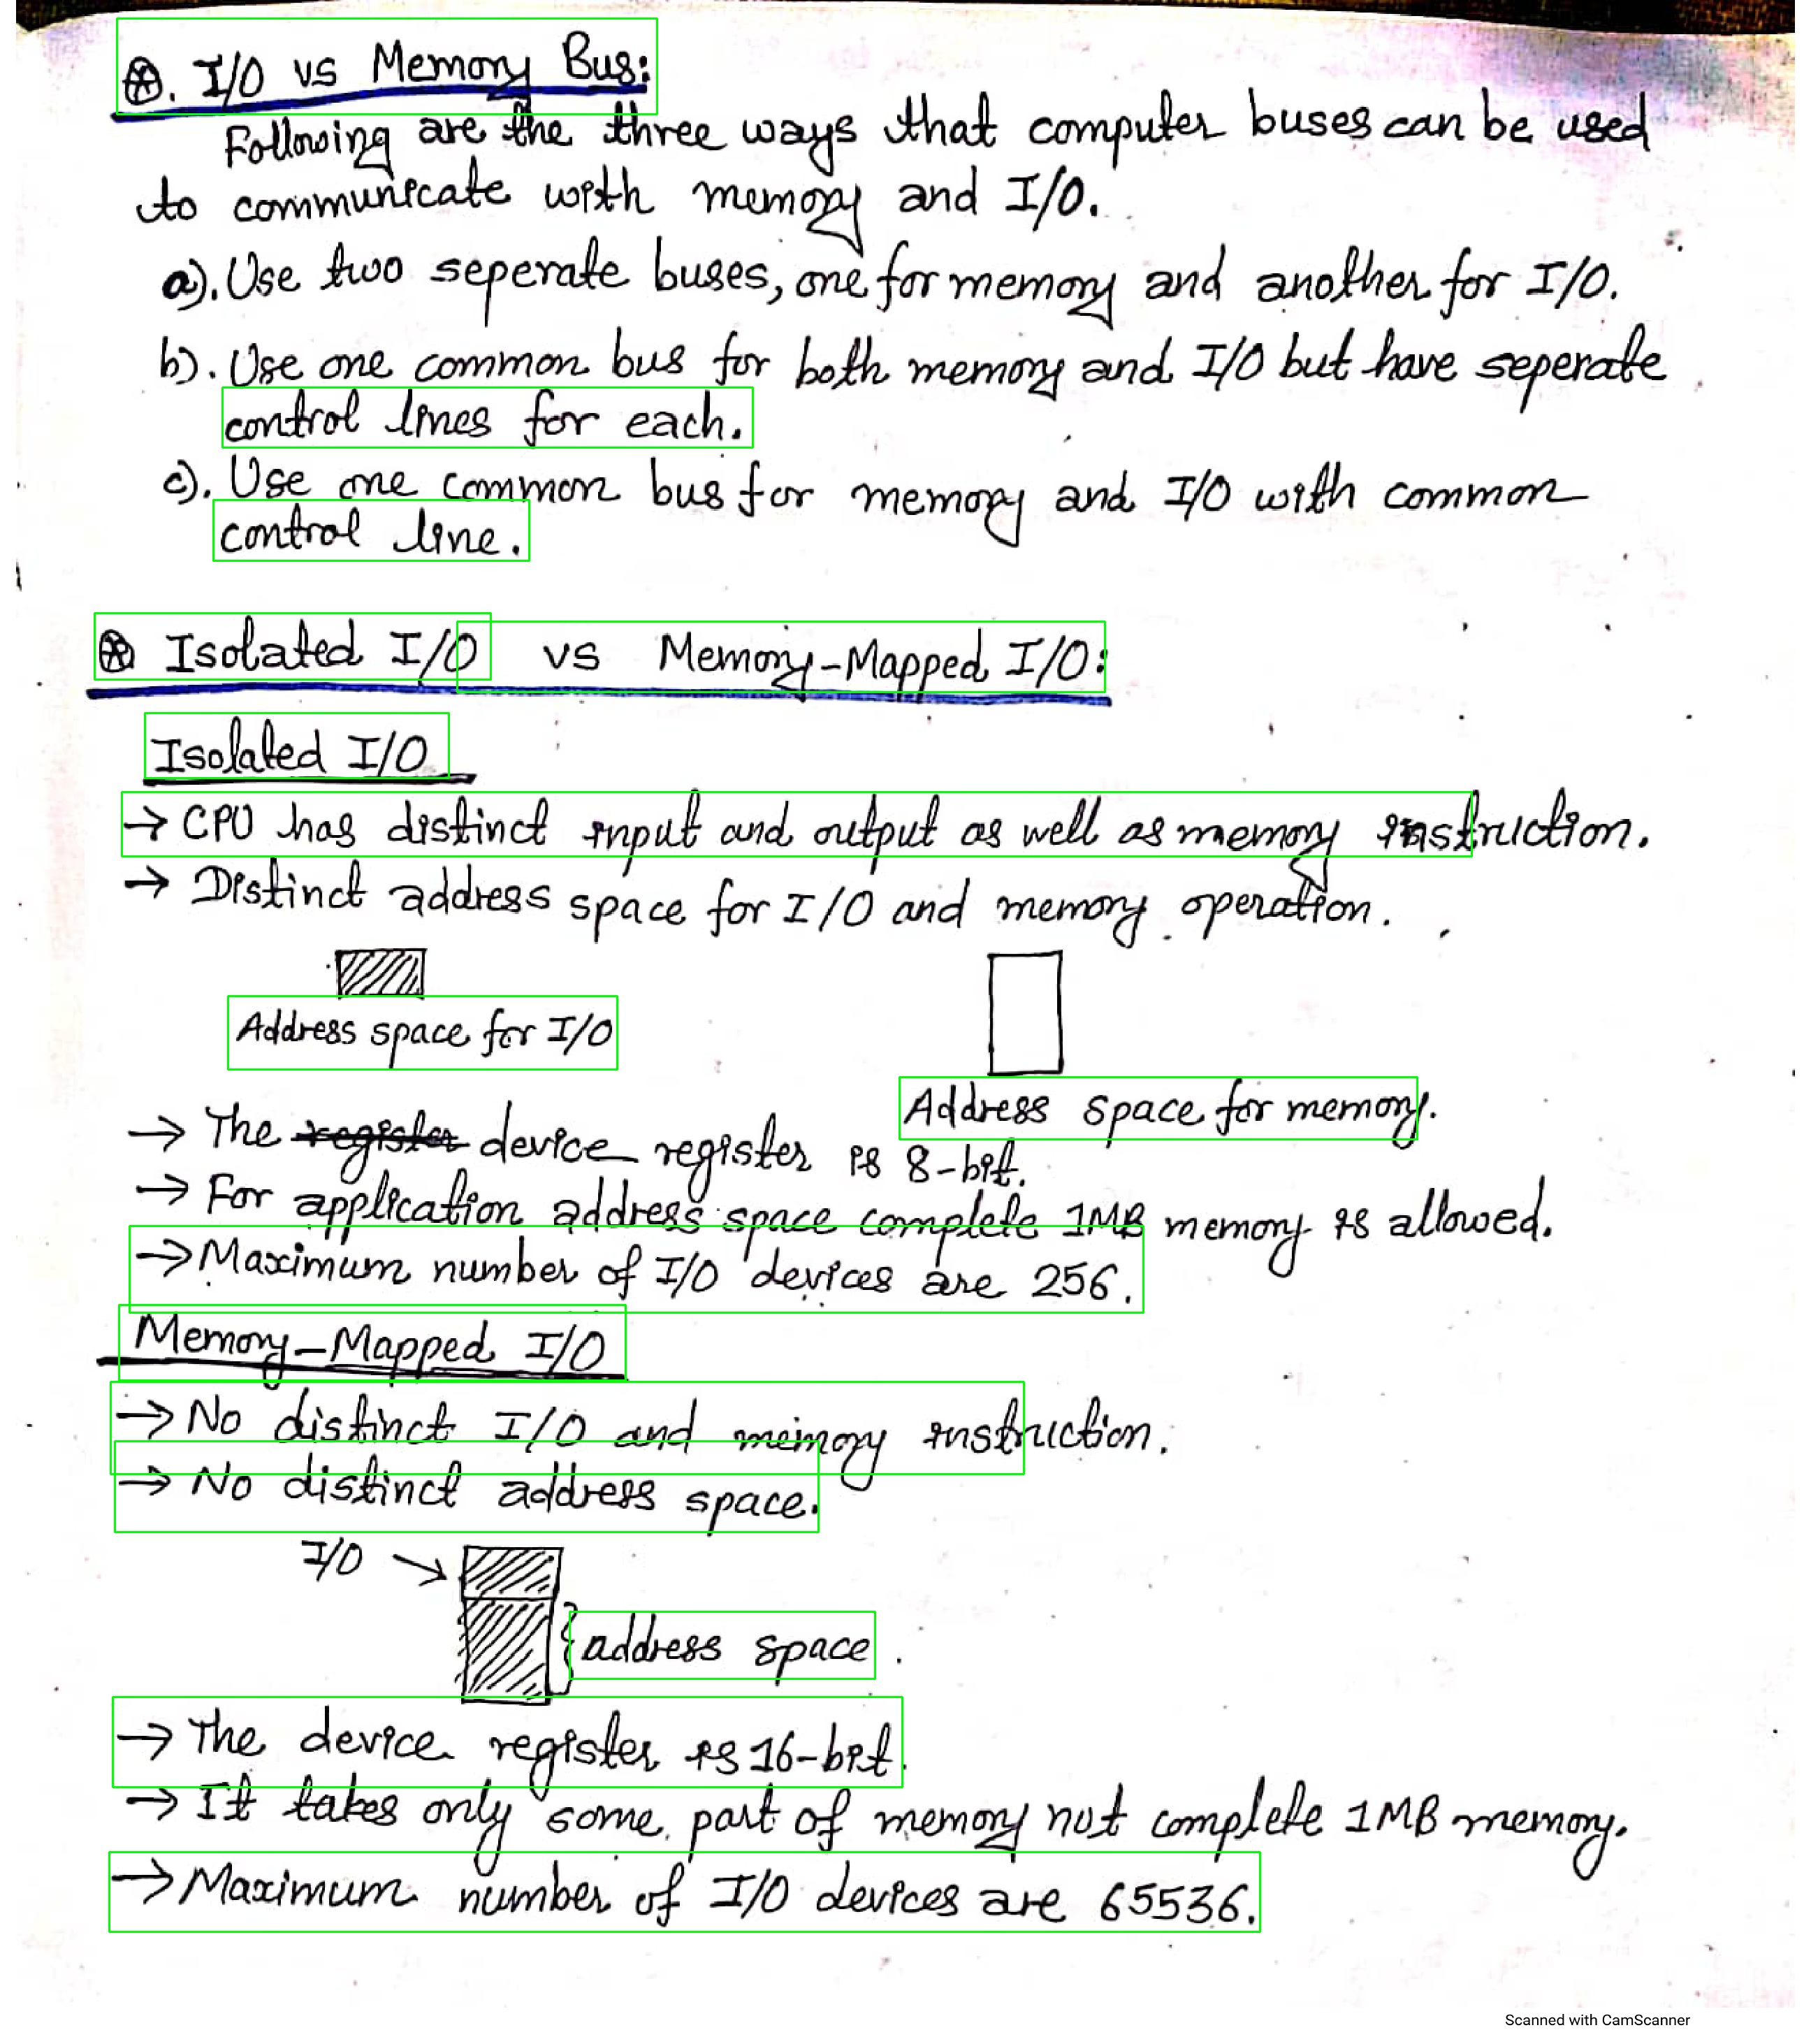 ⊛. I/O vs Memory Bus:
Following are the three ways that computer buses can be used
to communicate with memory and I/O.
a). Use two seperate buses, one for memory and another for I/O.
b). Use one common bus for both memory and I/O but have seperate
control lines for each.
c). Use one common bus for memory and I/O with common
control line.
⊛ Isolated I/O vs Memory-Mapped I/O:
Isolated I/O
→ CPU has distinct input and output as well as memory instruction.
→ Distinct address space for I/O and memory operation.
Address space for I/O
Address space for memory.
→ The register device register is 8-bit.
→ For application address space complete 1MB memory is allowed.
→ Maximum number of I/O devices are 256.
Memory-Mapped I/O
→ No distinct I/O and memory instruction.
→ No distinct address space.
I/O →
address space.
→ The device register is 16-bit.
→ It takes only some part of memory not complete 1MB memory.
→ Maximum number of I/O devices are 65536.
Scanned with CamScanner